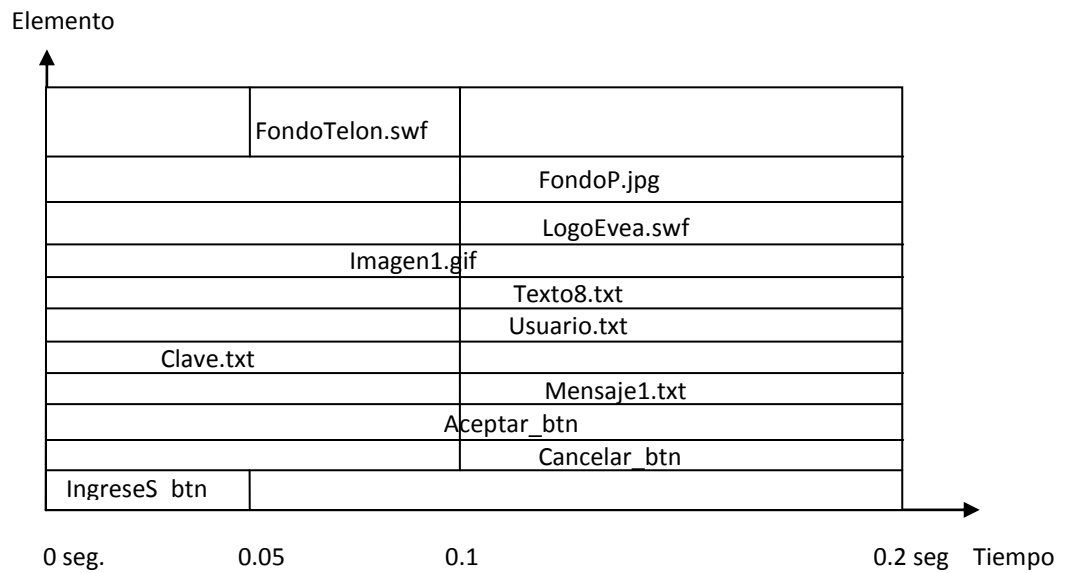 Elemento
FondoTelon.swf
FondoP.jpg
LogoEvea.swf
Imagen1.gif
Texto8.txt
Usuario.txt
Clave.txt
Mensaje1.txt
Aceptar_btn
Cancelar_btn
IngreseS_btn
0 seg. 0.05 0.1 0.2 seg Tiempo